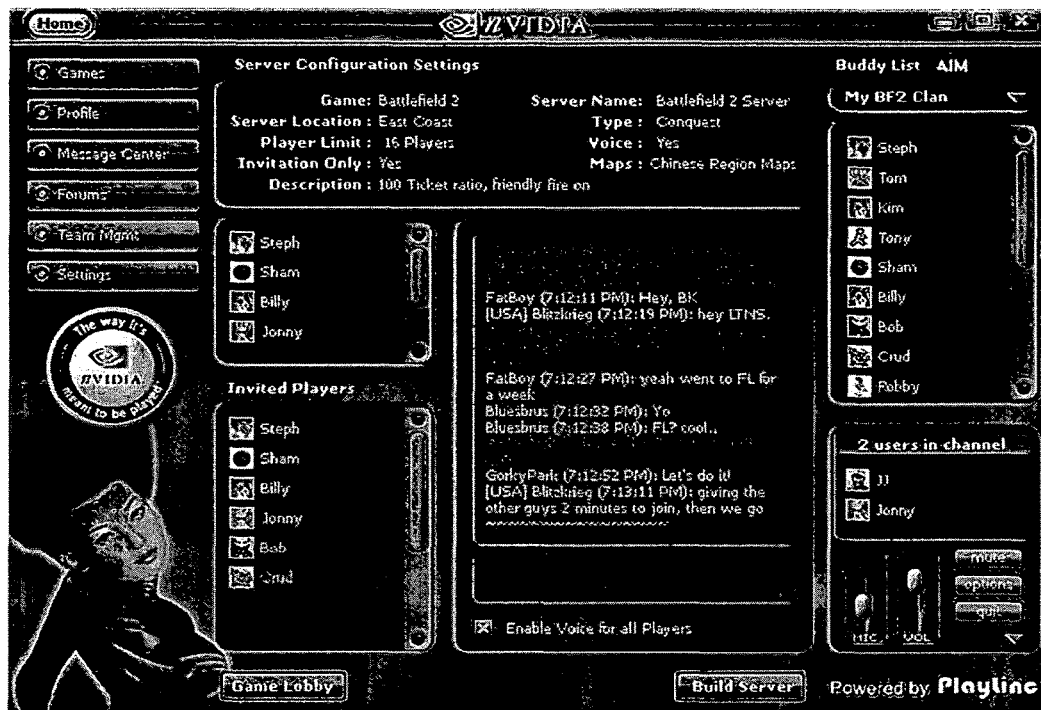 Home
nVIDIA
Games
Profile
Message Center
Forums
Team Mgmt
Settings
The way it's
nVIDIA
meant to be played
Server Configuration Settings
Game: Battlefield 2
Server Name: Battlefield 2 Server
Server Location : East Coast
Type : Conquest
Player Limit : 16 Players
Voice : Yes
Invitation Only : Yes
Maps : Chinese Region Maps
Description : 100 Ticket ratio, friendly fire on
Steph
Sham
Billy
Jonny
Invited Players
Steph
Sham
Billy
Jonny
Bob
Crud
FatBoy (7:12:11 PM): Hey, BK
[USA] Blitzkrieg (7:12:19 PM): hey LTNS.
FatBoy (7:12:27 PM): yeah went to FL for
a week
Bluesbrus (7:12:32 PM): Yo
Bluesbrus (7:12:38 PM): FL? cool..
GorkyPark (7:12:52 PM): Let's do it!
[USA] Blitzkrieg (7:13:11 PM): giving the
other guys 2 minutes to join, then we go
Enable Voice for all Players
Game Lobby
Build Server
Buddy List AIM
My BF2 Clan
Steph
Tom
Kim
Tony
Sham
Billy
Bob
Crud
Robby
2 users in channel
JJ
Jonny
mute
options
quit
MIC
VOL
Powered by Playlinc